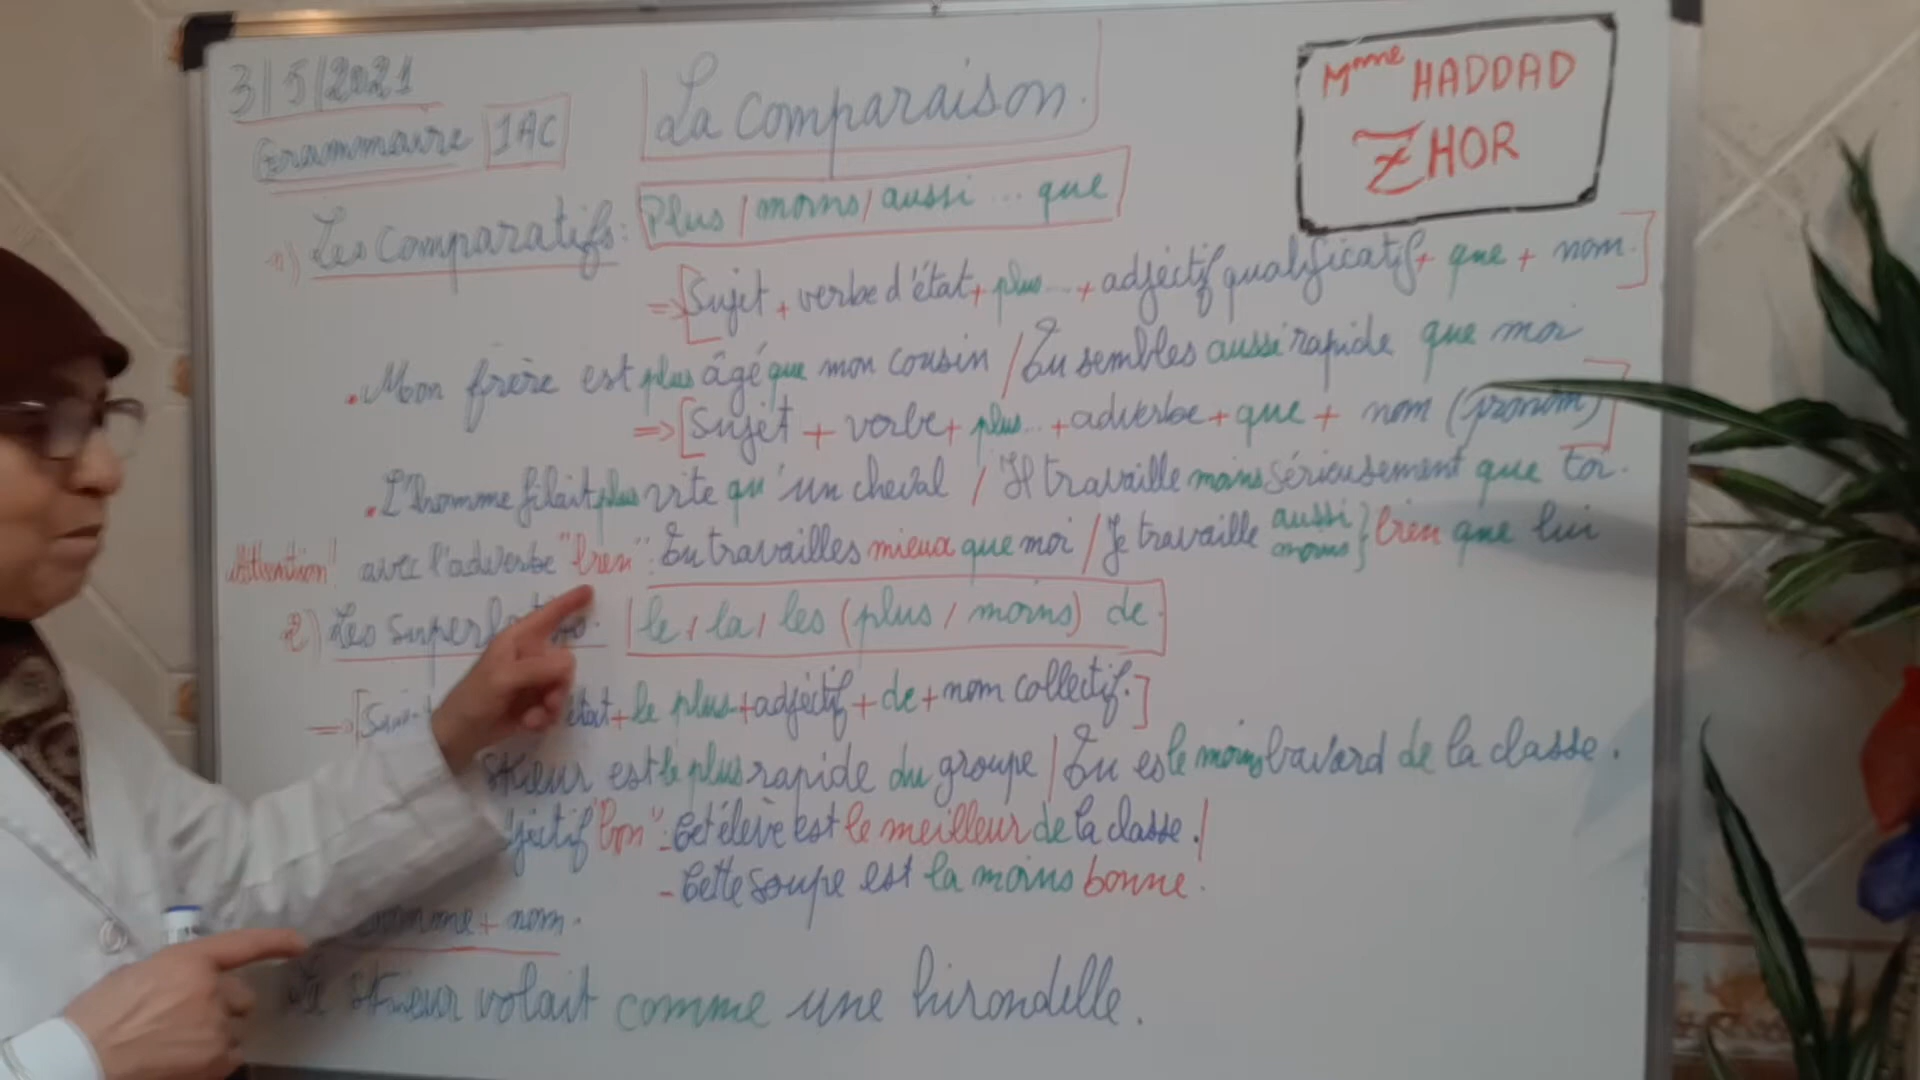 3/5/2021
Grammaire 1AC
La comparaison.
Mme HADDAD
ZHOR
1) Les comparatifs: Plus / moins / aussi ... que
=> [Sujet + verbe d'état + plus... + adjectif qualificatif + que + nom.]
. Mon frère est plus âgé que mon cousin / Tu sembles aussi rapide que moi
=> [Sujet + verbe + plus... + adverbe + que + nom (pronom)]
. L'homme filait plus vite qu'un cheval / Il travaille moins sérieusement que toi.
Attention! avec l'adverbe "bien": Tu travailles mieux que moi / Je travaille aussi moins } bien que lui
2) Les le, la, les (plus / moins) de.
=> [ état + le plus + adjectif + de + nom collectif.]
skieur est le plus rapide du groupe / Tu es le moins bavard de la classe.
"bon": Cet élève est le meilleur de la classe. /
- Cette soupe est la moins bonne.
+ nom.
skieur volait comme une hirondelle.